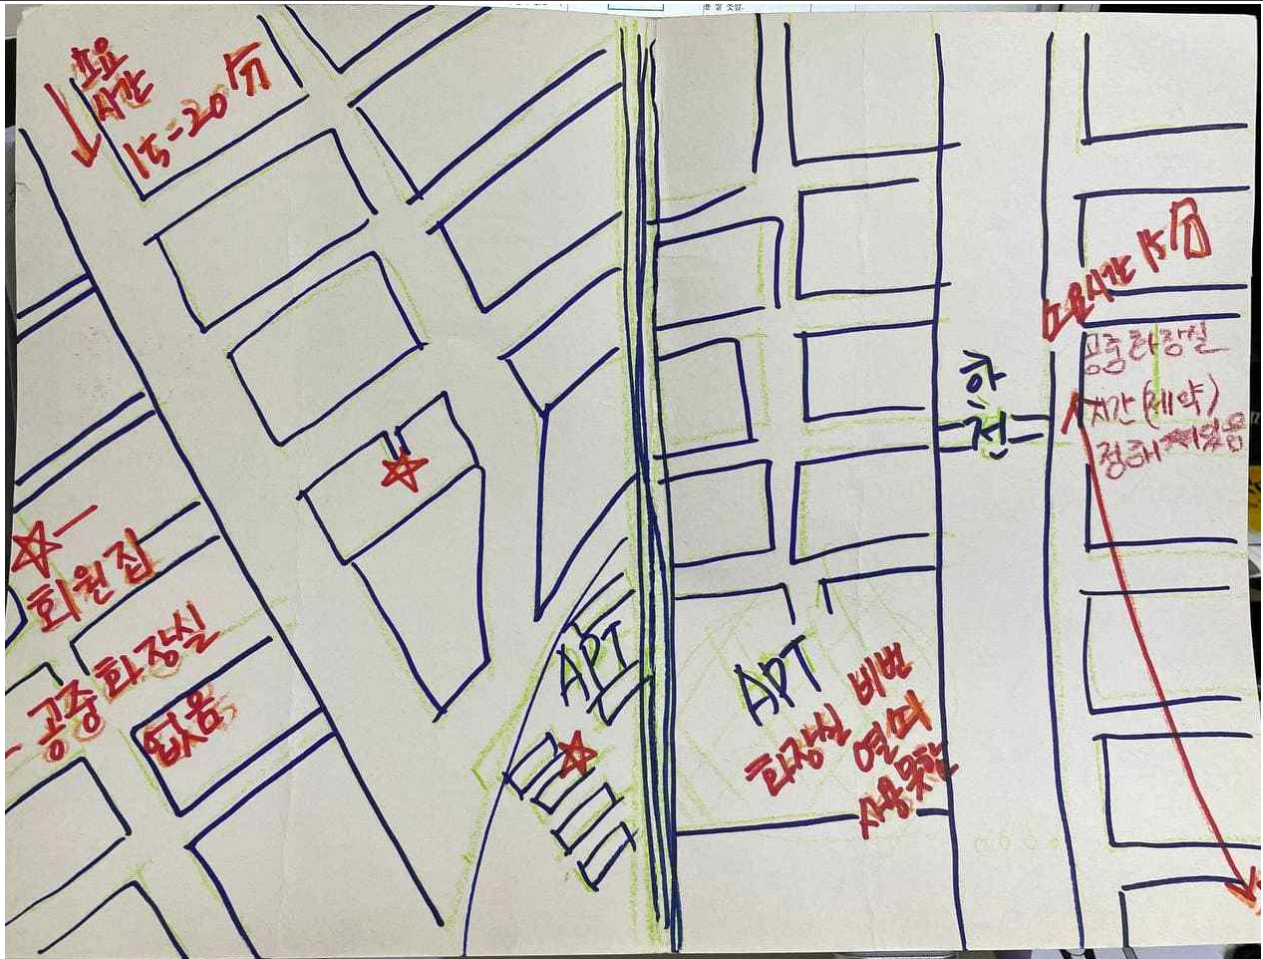 소요
시간
15-20分
소요시간 15分
공중화장실
시간(제약)
정해져있음
하
천
회원집
공중화장실
없음
APT
APT
화장실 비번
열쇠
사용못함